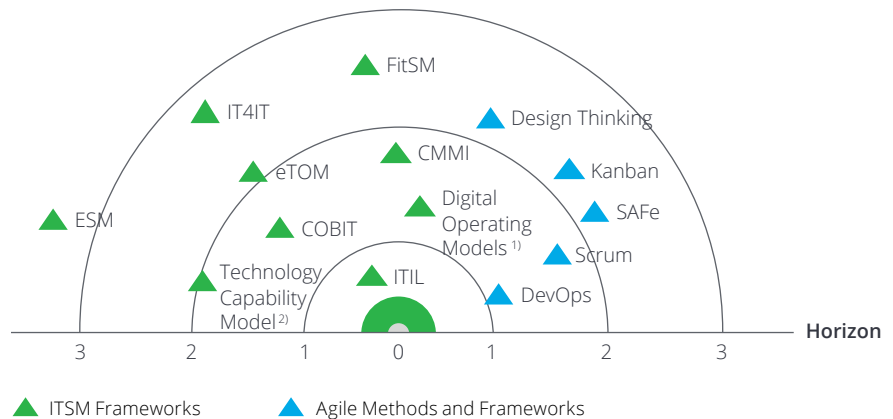 FitSM
IT4IT
Design Thinking
CMMI
eTOM
Kanban
Digital
Operating
Models 1)
ESM
COBIT
SAFe
Scrum
Technology
Capability
Model 2)
ITIL
DevOps
Horizon
3 2 1 0 1 2 3
ITSM Frameworks
Agile Methods and Frameworks